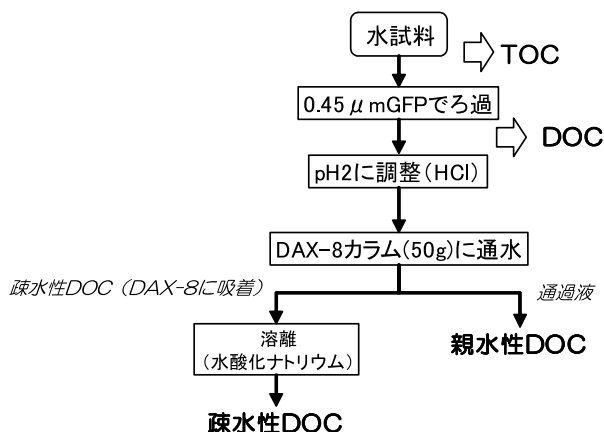 水試料
TOC
0.45μmGFPでろ過
DOC
pH2に調整(HCl)
DAX-8カラム(50g)に通水
疎水性DOC（DAX-8に吸着）
通過液
溶離
(水酸化ナトリウム)
親水性DOC
疎水性DOC